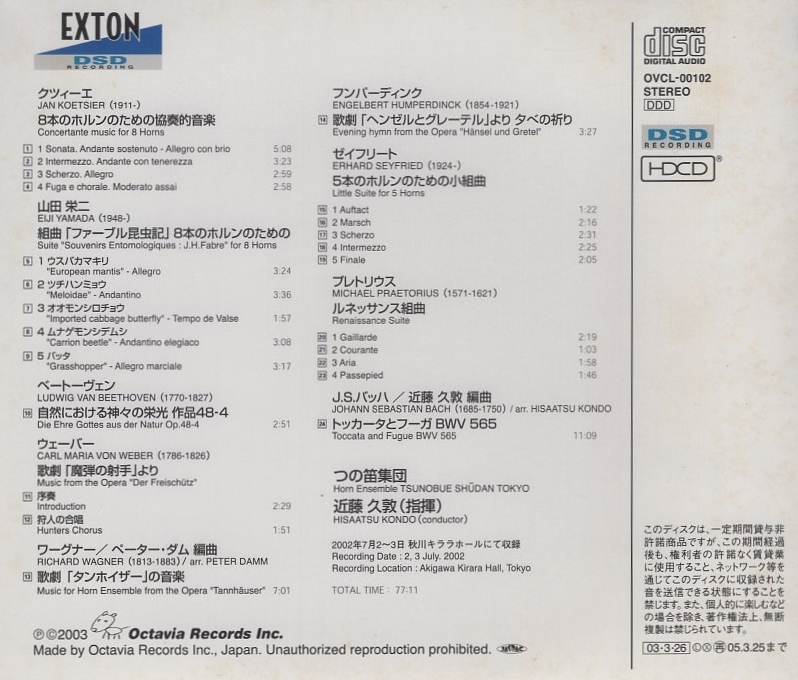 EXTON
DSD
RECORDING
クツィーエ
JAN KOETSIER (1911-)
8本のホルンのための協奏的音楽
Concertante music for 8 Horns
1 1 Sonata. Andante sostenuto - Allegro con brio 5:08
2 2 Intermezzo. Andante con tenerezza 3:23
3 3 Scherzo. Allegro 2:59
4 4 Fuga e chorale. Moderato assai 2:58
山田 栄二
EIJI YAMADA (1948-)
組曲「ファーブル昆虫記」8本のホルンのための
Suite "Souvenirs Entomologiques : J.H.Fabre" for 8 Horns
5 1 ウスバカマキリ
"European mantis" - Allegro 3:24
6 2 ツチハンミョウ
"Meloidae" - Andantino 3:36
7 3 オオモンシロチョウ
"Imported cabbage butterfly" - Tempo de Valse 1:57
8 4 ムナゲモンシデムシ
"Carrion beetle" - Andantino elegiaco 3:08
9 5 バッタ
"Grasshopper" - Allegro marciale 3:17
ベートーヴェン
LUDWIG VAN BEETHOVEN (1770-1827)
10 自然における神々の栄光 作品48-4
Die Ehre Gottes aus der Natur Op.48-4 2:51
ウェーバー
CARL MARIA VON WEBER (1786-1826)
歌劇「魔弾の射手」より
Music from the Opera "Der Freischütz"
11 序奏
Introduction 2:29
12 狩人の合唱
Hunters Chorus 1:51
ワーグナー／ペーター・ダム 編曲
RICHARD WAGNER (1813-1883) / arr. PETER DAMM
13 歌劇「タンホイザー」の音楽
Music for Horn Ensemble from the Opera "Tannhäuser" 7:01
フンパーディンク
ENGELBERT HUMPERDINCK (1854-1921)
14 歌劇「ヘンゼルとグレーテル」より 夕べの祈り
Evening hymn from the Opera "Hänsel und Gretel" 3:27
ゼイフリート
ERHARD SEYFRIED (1924-)
5本のホルンのための小組曲
Little Suite for 5 Horns
15 1 Auftact 1:22
16 2 Marsch 2:16
17 3 Scherzo 2:31
18 4 Intermezzo 2:25
19 5 Finale 2:05
プレトリウス
MICHAEL PRAETORIUS (1571-1621)
ルネッサンス組曲
Renaissance Suite
20 1 Gaillarde 2:19
21 2 Courante 1:03
22 3 Aria 1:58
23 4 Passepied 1:46
J.S.バッハ ／ 近藤 久敦 編曲
JOHANN SEBASTIAN BACH (1685-1750) / arr. HISAATSU KONDO
24 トッカータとフーガ BWV 565
Toccata and Fugue BWV 565 11:09
つの笛集団
Horn Ensemble TSUNOBUE SHŪDAN TOKYO
近藤 久敦（指揮）
HISAATSU KONDO (conductor)
2002年7月2〜3日 秋川キララホールにて収録
Recording Date : 2, 3 July. 2002
Recording Location : Akigawa Kirara Hall, Tokyo
TOTAL TIME : 77:11
COMPACT
disc
DIGITAL AUDIO
OVCL-00102
STEREO
DDD
DSD
RECORDING
HDCD®
このディスクは、一定期間貸与非
許諾商品ですが、この期間経過
後も、権利者の許諾なく賃貸業
に使用すること、ネットワーク等を
通じてこのディスクに収録された
音を送信できる状態にすることを
禁じます。また、個人的に楽しむなど
の場合を除き、著作権法上、無断
複製は禁じられています。
03・3・26 Ⓒ Ⓧ 再 05.3.25まで
℗©2003 Octavia Records Inc.
Made by Octavia Records Inc., Japan. Unauthorized reproduction prohibited.